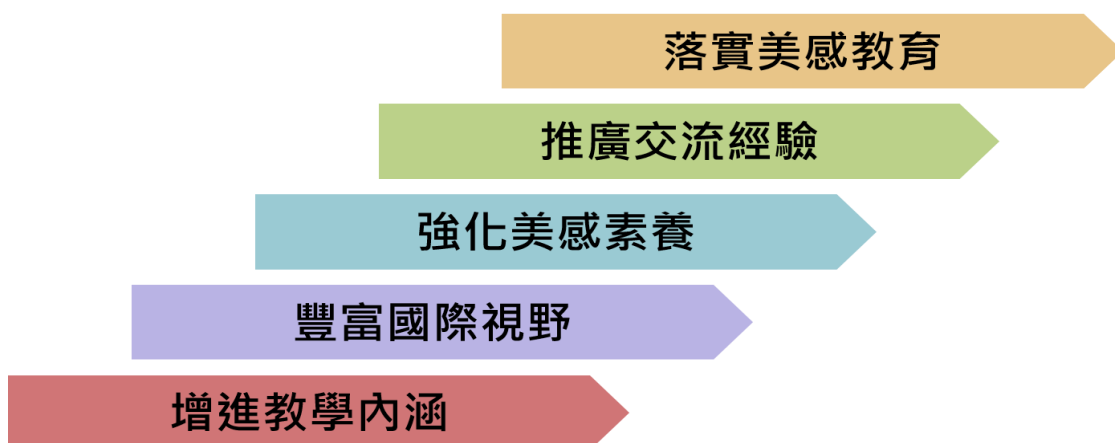 落實美感教育
推廣交流經驗
強化美感素養
豐富國際視野
增進教學內涵